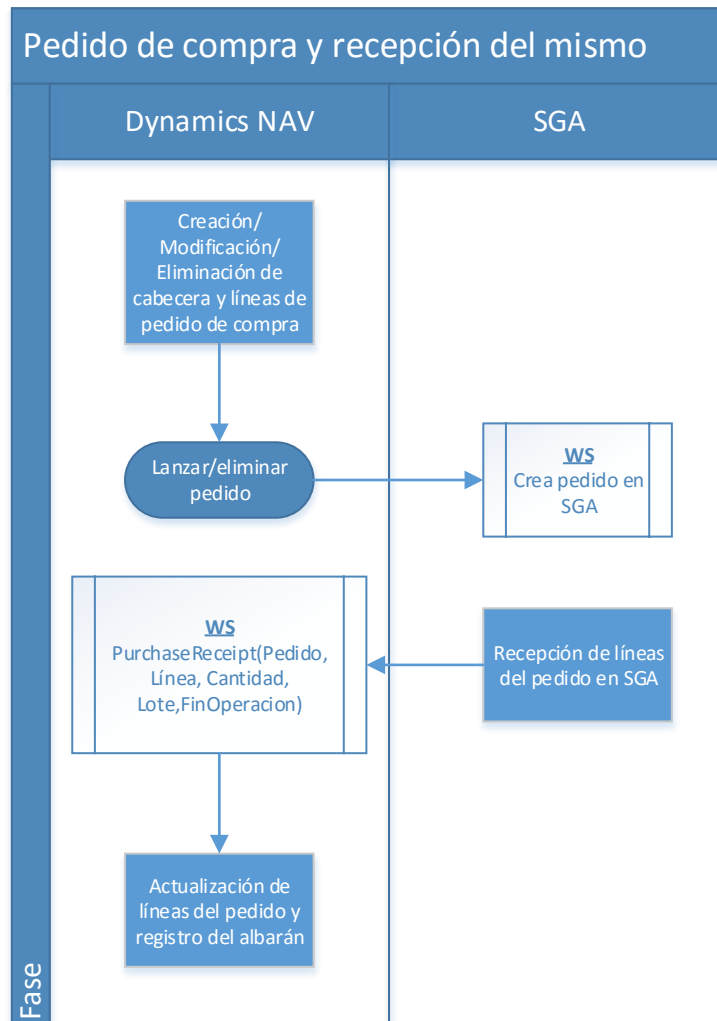 Pedido de compra y recepción del mismo
Dynamics NAV
SGA
Creación/
Modificación/
Eliminación de
cabecera y líneas de
pedido de compra
Lanzar/eliminar
pedido
WS
Crea pedido en
SGA
WS
PurchaseReceipt(Pedido,
Línea, Cantidad,
Lote,FinOperacion)
Recepción de líneas
del pedido en SGA
Actualización de
líneas del pedido y
registro del albarán
Fase